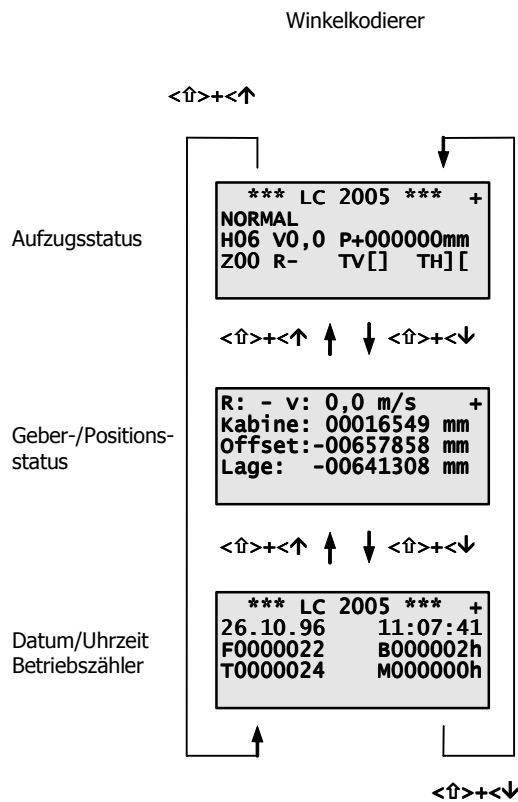 Winkelkodierer
<⇧>+<↑
Aufzugsstatus
*** LC 2005 *** +
NORMAL
H06 V0,0 P+000000mm
Z00 R- TV[] TH][
<⇧>+<↑ <⇧>+<↓
Geber-/Positions-
status
R: - v: 0,0 m/s +
Kabine: 00016549 mm
Offset:-00657858 mm
Lage: -00641308 mm
<⇧>+<↑ <⇧>+<↓
Datum/Uhrzeit
Betriebszähler
*** LC 2005 *** +
26.10.96 11:07:41
F0000022 B000002h
T0000024 M000000h
<⇧>+<↓